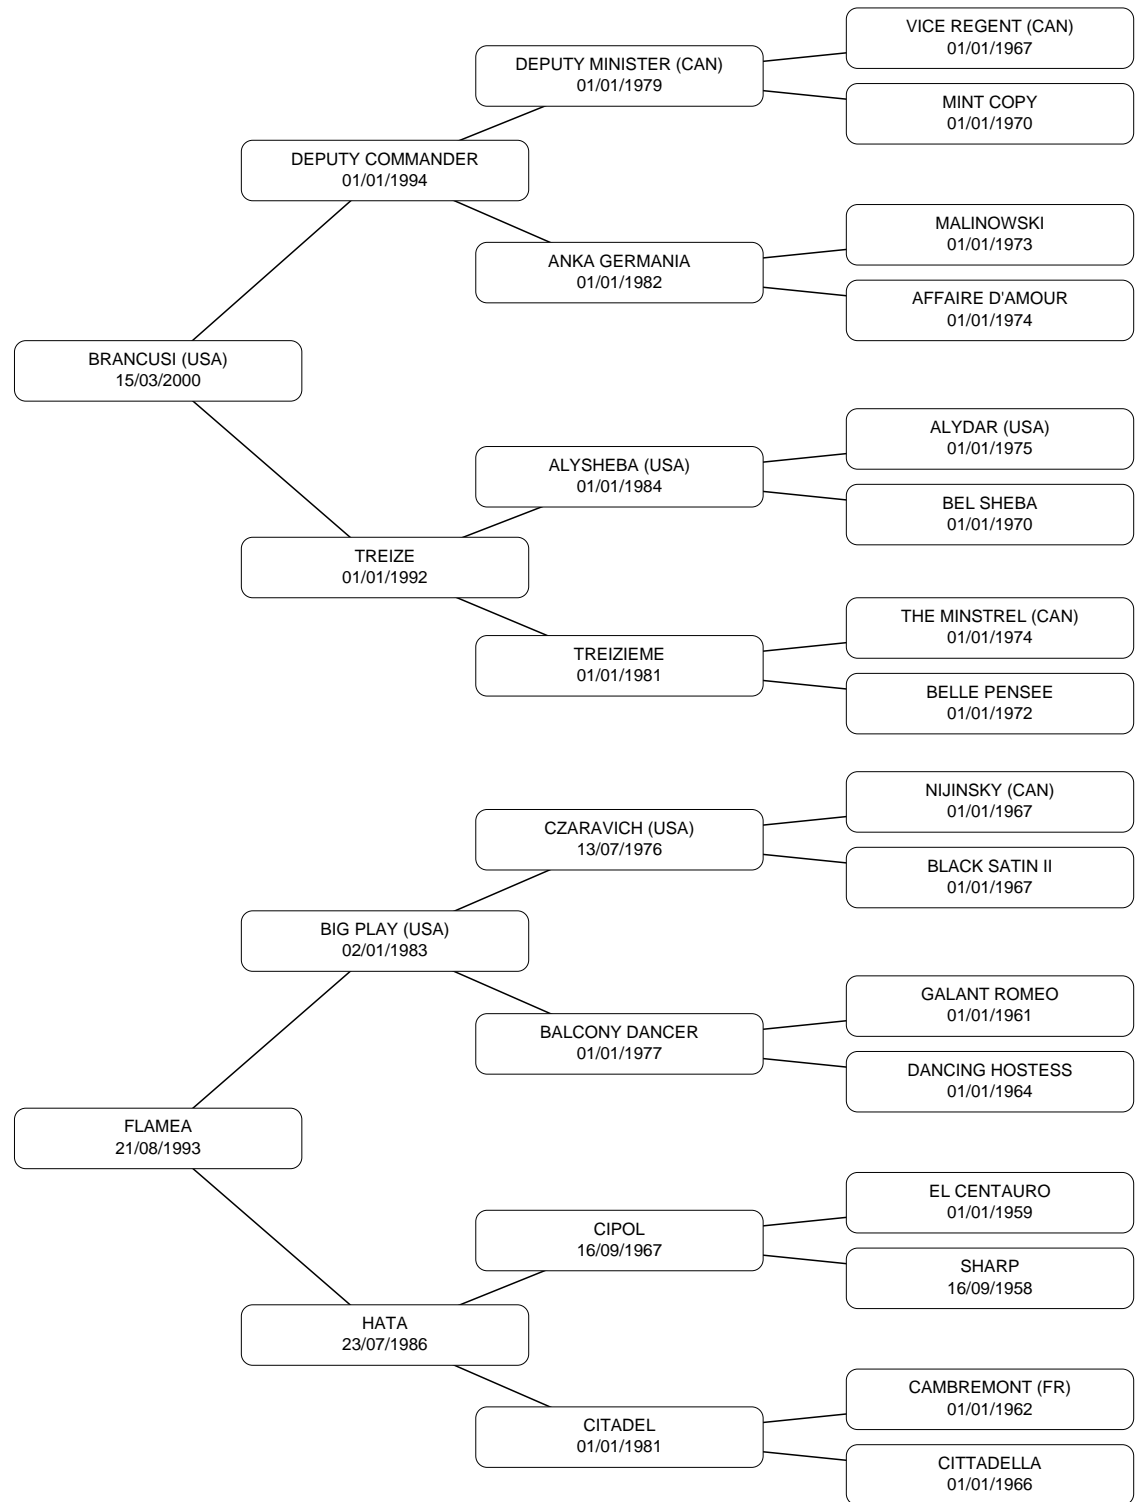 VICE REGENT (CAN)
01/01/1967
DEPUTY MINISTER (CAN)
01/01/1979
MINT COPY
01/01/1970
DEPUTY COMMANDER
01/01/1994
MALINOWSKI
01/01/1973
ANKA GERMANIA
01/01/1982
AFFAIRE D'AMOUR
01/01/1974
BRANCUSI (USA)
15/03/2000
ALYDAR (USA)
01/01/1975
ALYSHEBA (USA)
01/01/1984
BEL SHEBA
01/01/1970
TREIZE
01/01/1992
THE MINSTREL (CAN)
01/01/1974
TREIZIEME
01/01/1981
BELLE PENSEE
01/01/1972
NIJINSKY (CAN)
01/01/1967
CZARAVICH (USA)
13/07/1976
BLACK SATIN II
01/01/1967
BIG PLAY (USA)
02/01/1983
GALANT ROMEO
01/01/1961
BALCONY DANCER
01/01/1977
DANCING HOSTESS
01/01/1964
FLAMEA
21/08/1993
EL CENTAURO
01/01/1959
CIPOL
16/09/1967
SHARP
16/09/1958
HATA
23/07/1986
CAMBREMONT (FR)
01/01/1962
CITADEL
01/01/1981
CITTADELLA
01/01/1966